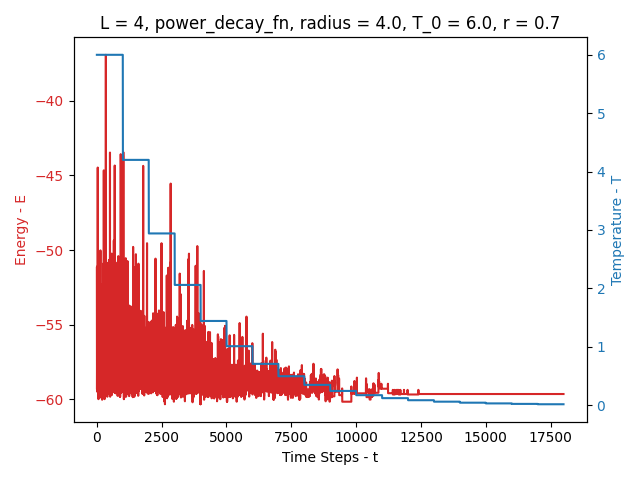 L = 4, power_decay_fn, radius = 4.0, T_0 = 6.0, r = 0.7
Energy - E
−40
−45
−50
−55
−60
6
5
4
3
2
1
0
Temperature - T
0 2500 5000 7500 10000 12500 15000 17500
Time Steps - t